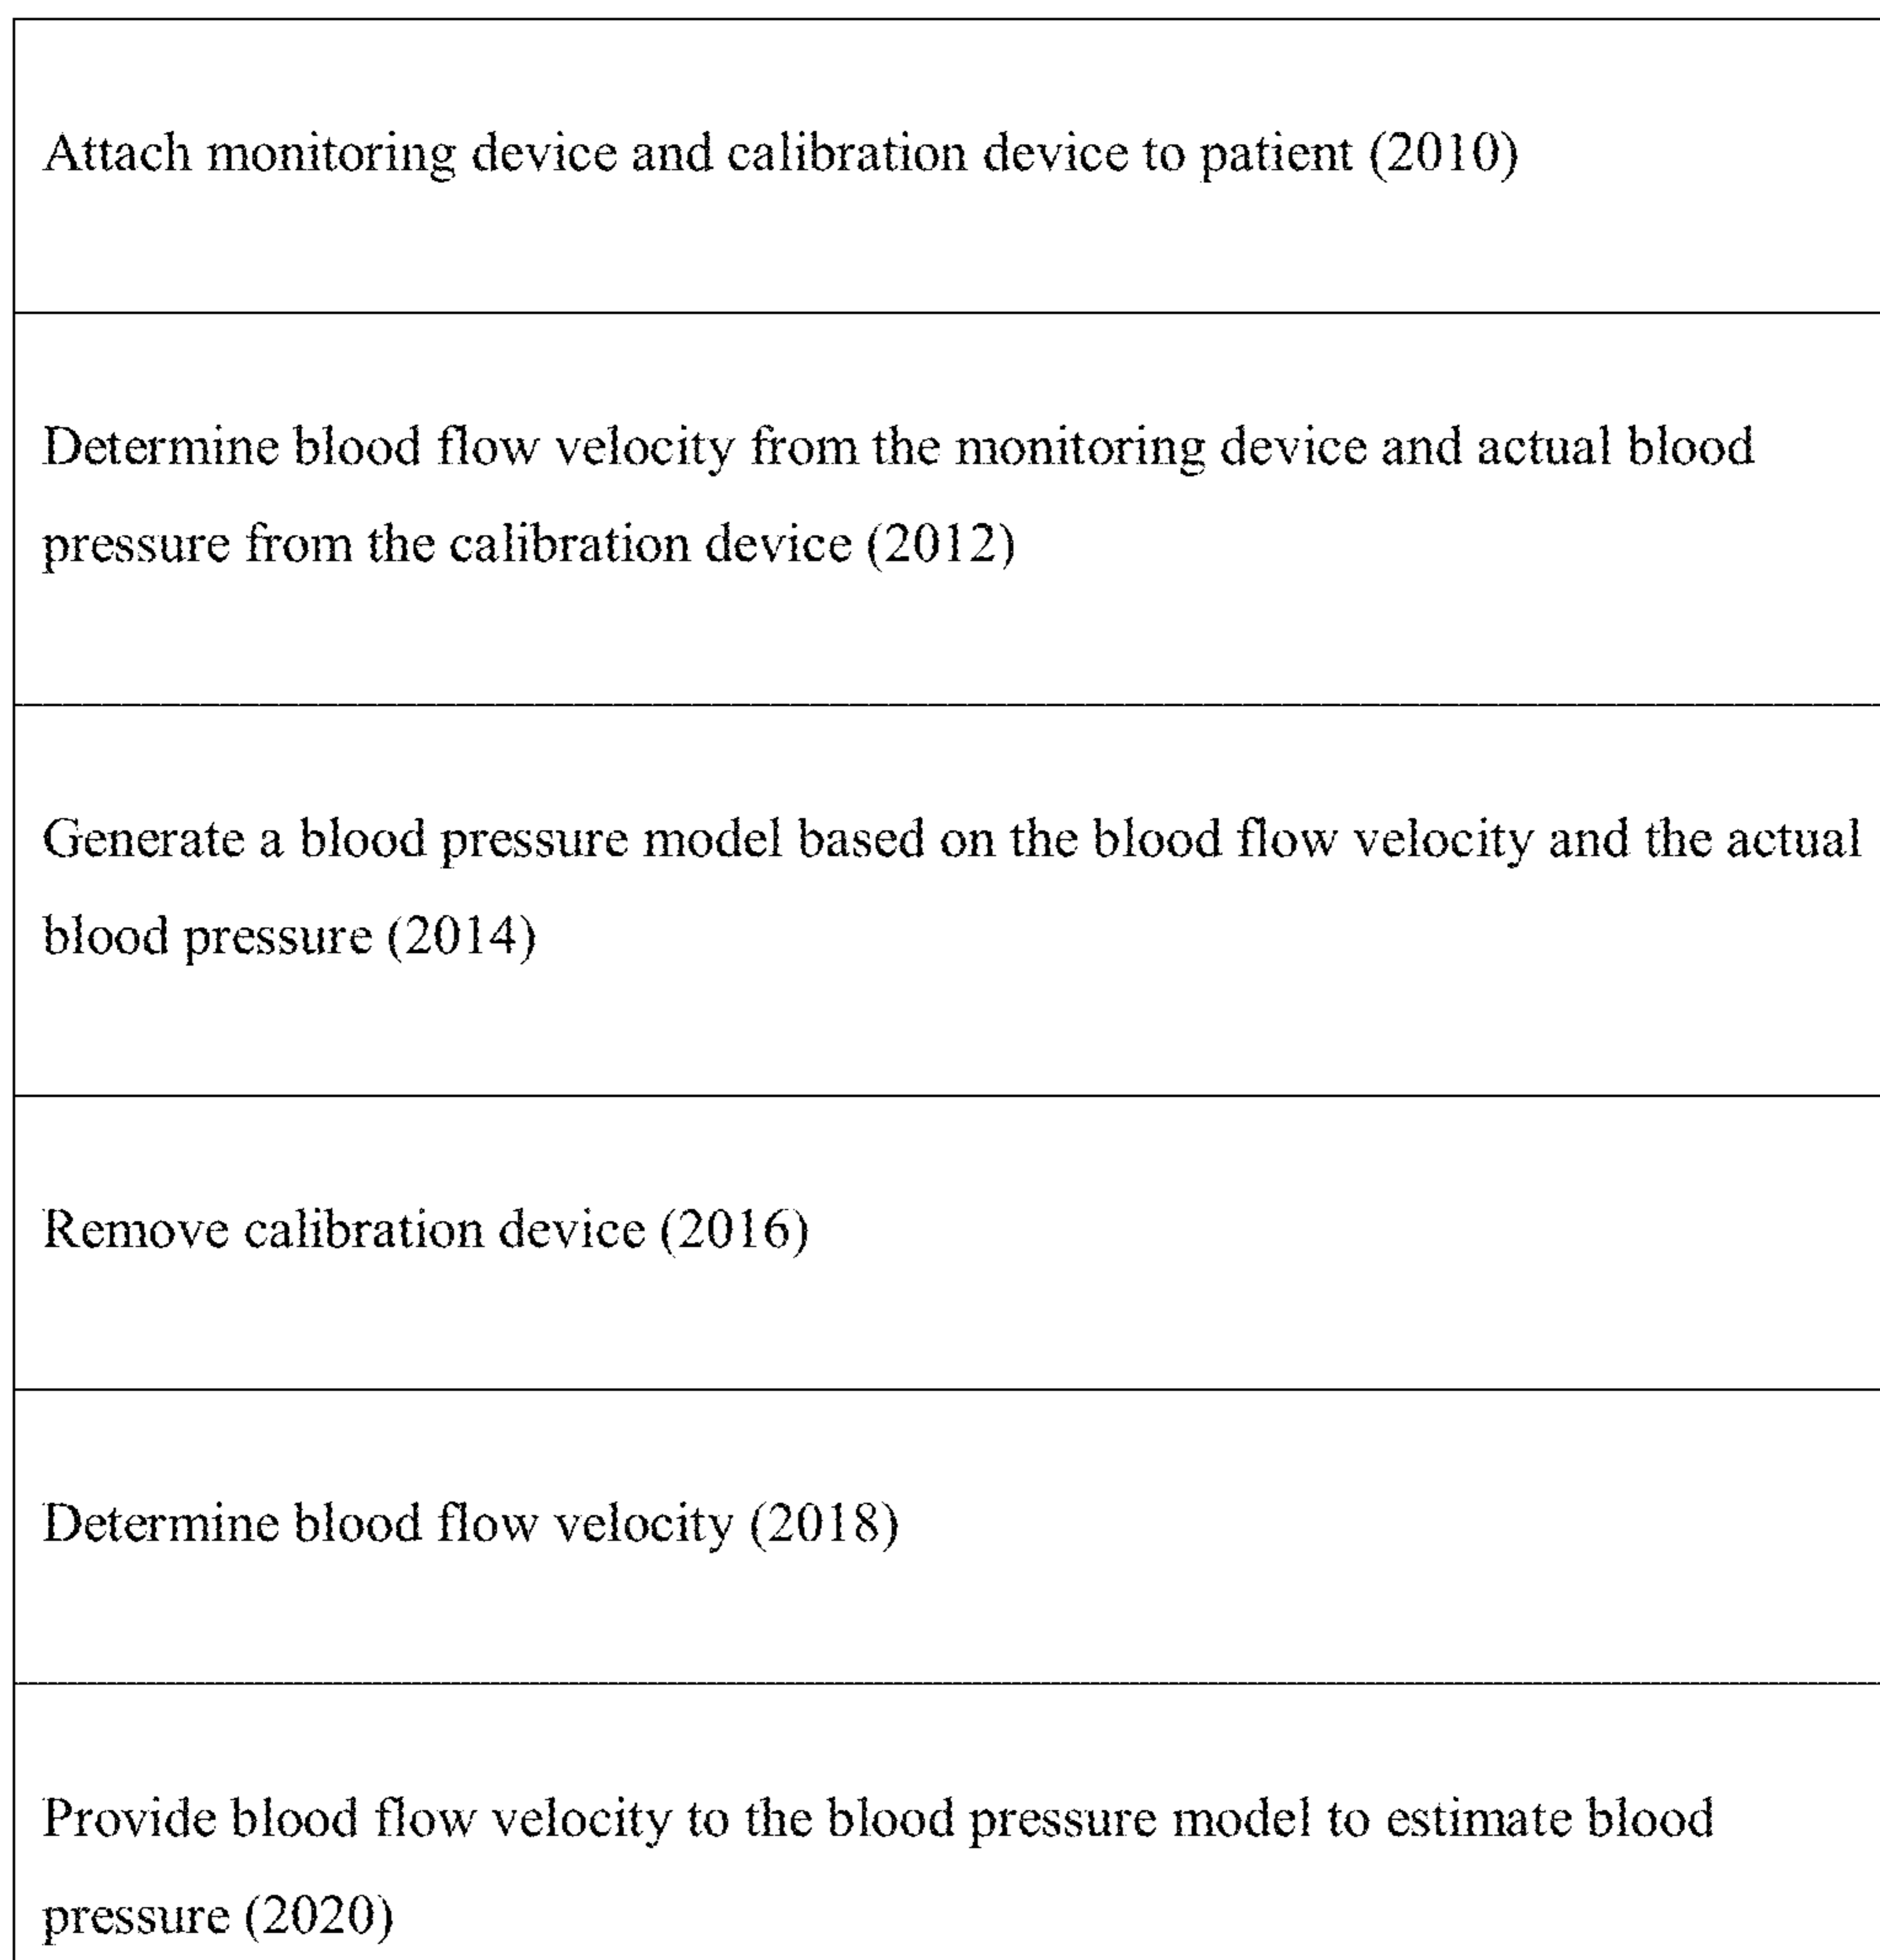 Attach monitoring device and calibration device to patient (2010)
Determine blood flow velocity from the monitoring device and actual blood
pressure from the calibration device (2012)
Generate a blood pressure model based on the blood flow velocity and the actual
blood pressure (2014)
Remove calibration device (2016)
Determine blood flow velocity (2018)
Provide blood flow velocity to the blood pressure model to estimate blood
pressure (2020)